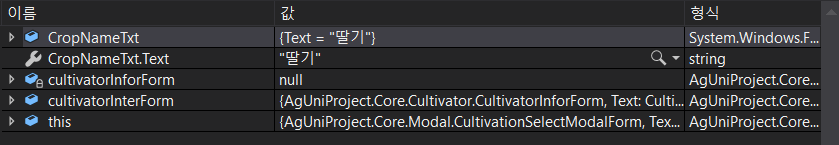 이름 값 형식
CropNameTxt {Text = "딸기"} System.Windows.F...
CropNameTxt.Text "딸기" string
cultivatorInforForm null AgUniProject.Core...
cultivatorInterForm {AgUniProject.Core.Cultivator.CultivatorInforForm, Text: Culti... AgUniProject.Core...
this {AgUniProject.Core.Modal.CultivationSelectModalForm, Tex... AgUniProject.Core...